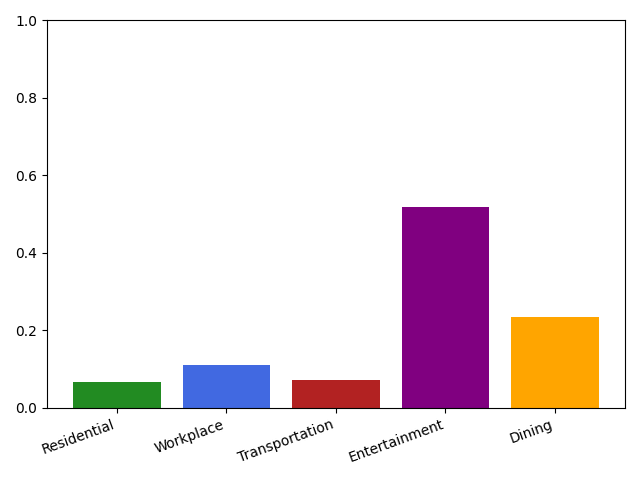 1.0
0.8
0.6
0.4
0.2
0.0
Residential
Workplace
Transportation
Entertainment
Dining